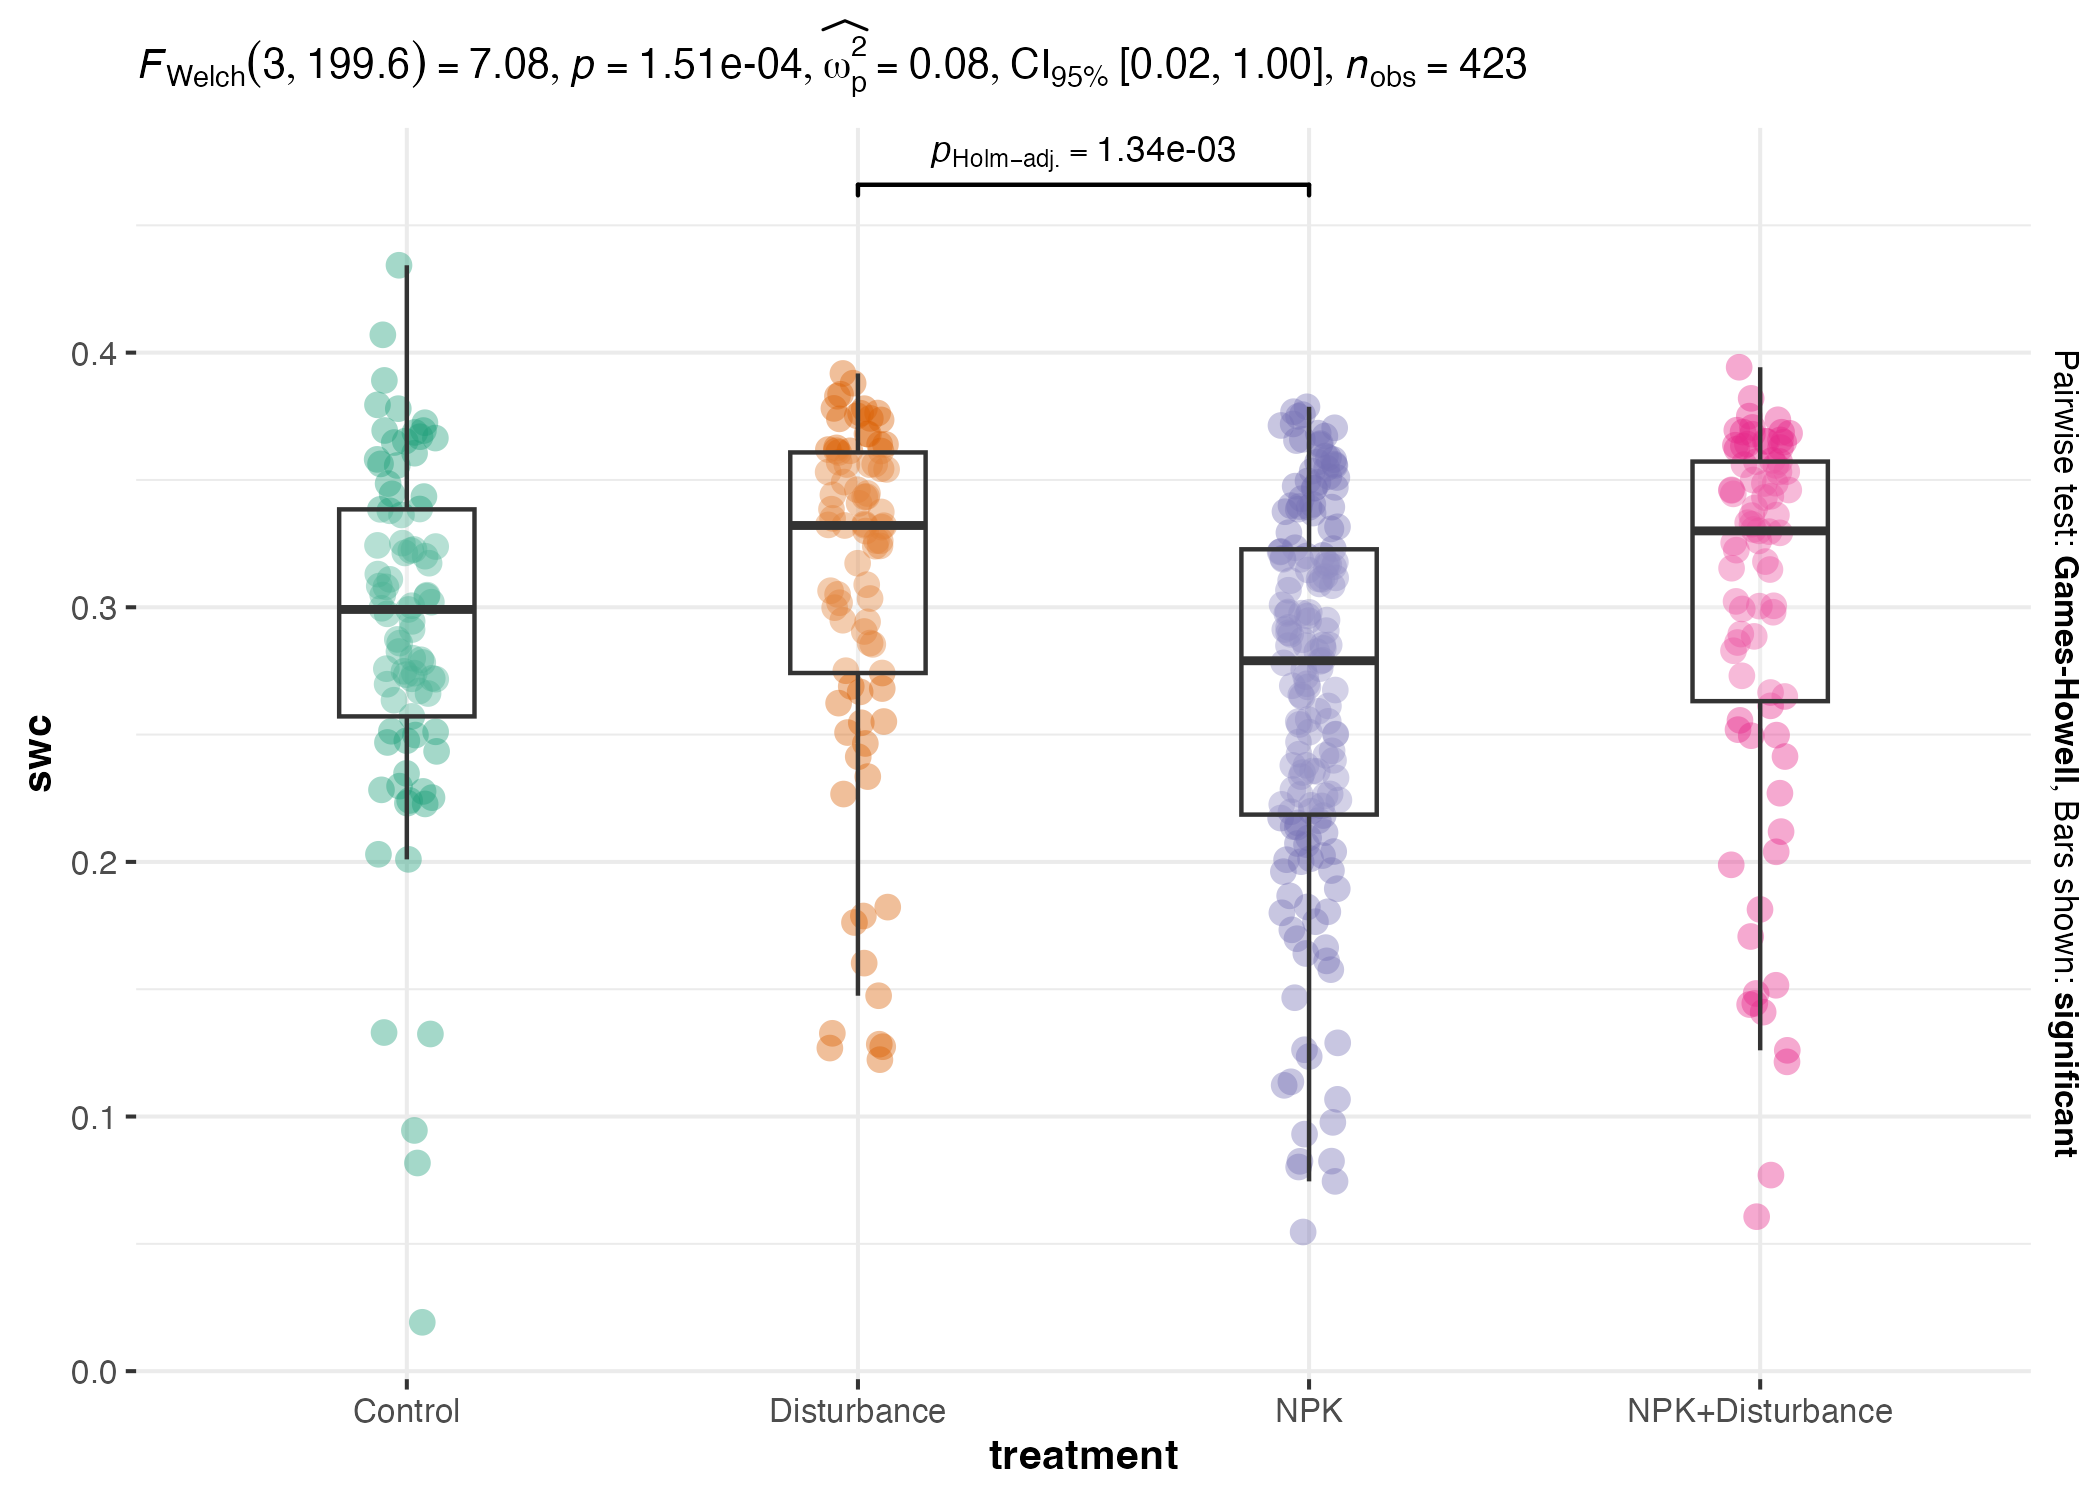 F_Welch(3, 199.6) = 7.08, p = 1.51e-04, ω̂²_p = 0.08, CI_95% [0.02, 1.00], n_obs = 423
p_Holm−adj. = 1.34e-03
0.4
0.3
0.2
0.1
0.0
swc
Control
Disturbance
NPK
NPK+Disturbance
treatment
Pairwise test: Games-Howell, Bars shown: significant